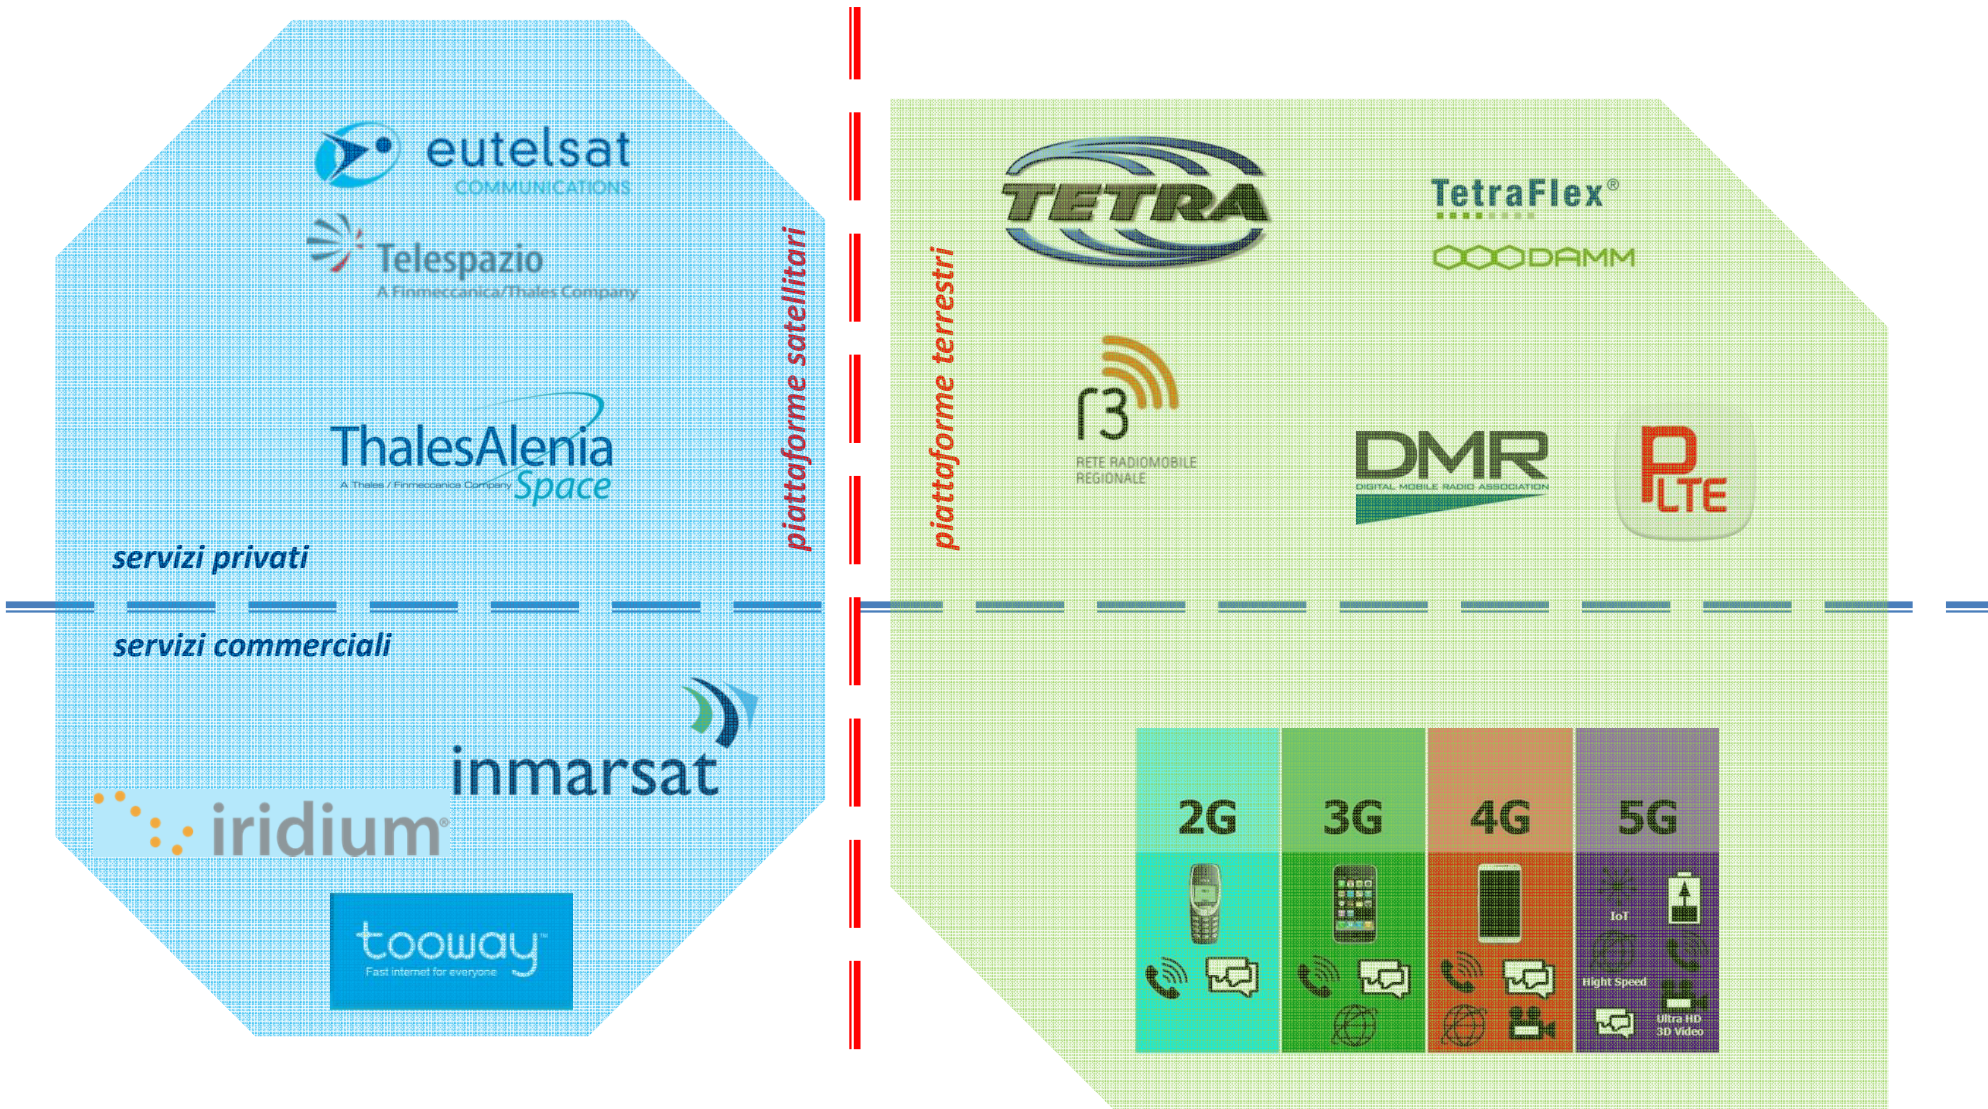 eutelsat
COMMUNICATIONS
Telespazio
A Finmeccanica/Thales Company
ThalesAlenia
A Thales / Finmeccanica Company Space
piattaforme satellitari
servizi privati
servizi commerciali
inmarsat
iridium®
tooway™
Fast internet for everyone
piattaforme terrestri
TETRA
TetraFlex®
DAMM
r3
RETE RADIOMOBILE
REGIONALE
DMR
DIGITAL MOBILE RADIO ASSOCIATION
PLTE
2G 3G 4G 5G
IoT
Hight Speed
Ultra HD
3D Video